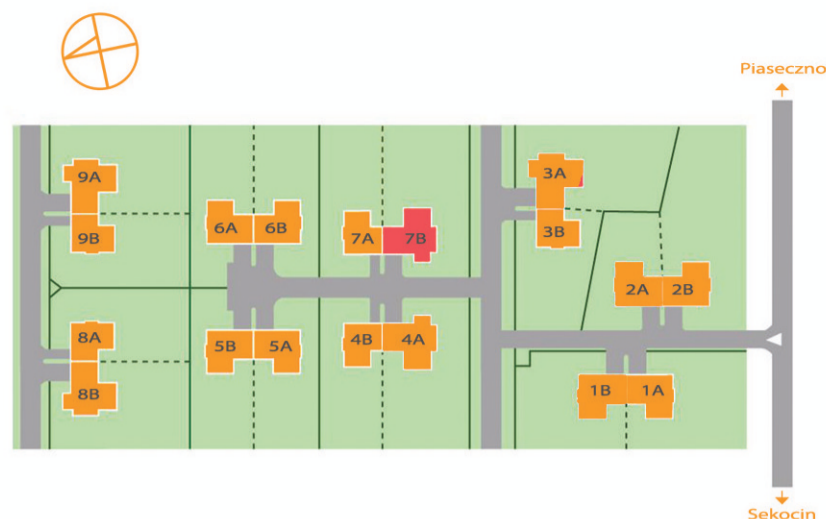 Piaseczno
9A
3A
6A 6B
7A 7B
9B
3B
2A 2B
8A
5B 5A
4B 4A
8B
1B 1A
Sekocin